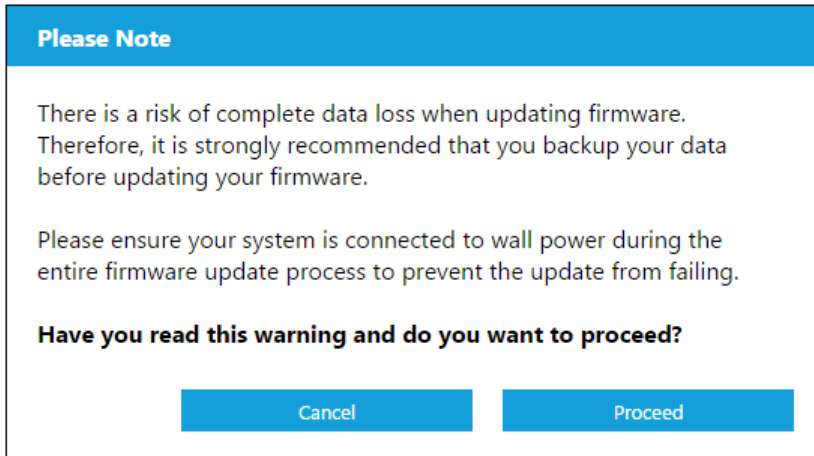 Please Note
There is a risk of complete data loss when updating firmware.
Therefore, it is strongly recommended that you backup your data
before updating your firmware.
Please ensure your system is connected to wall power during the
entire firmware update process to prevent the update from failing.
Have you read this warning and do you want to proceed?
Cancel
Proceed